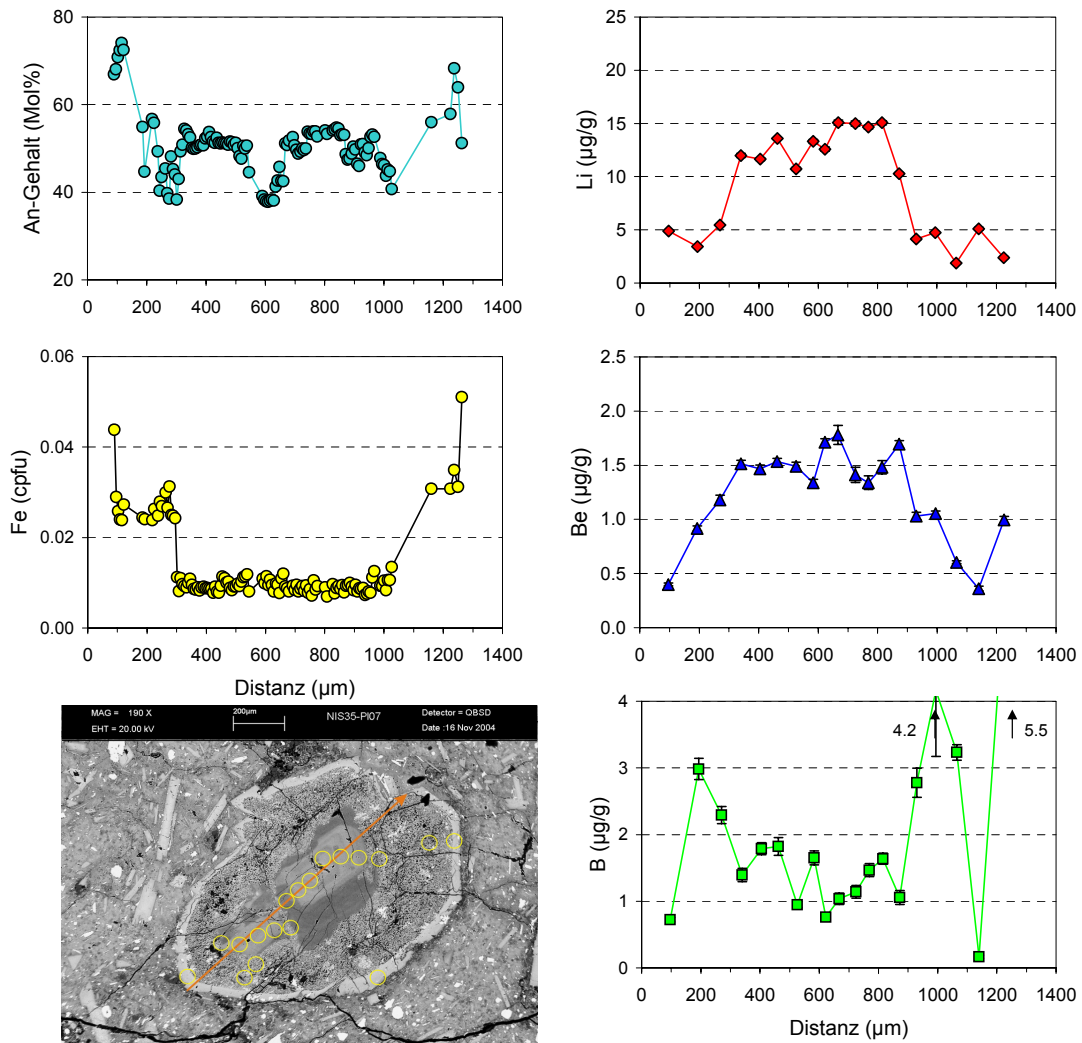 An-Gehalt (Mol%)
80
60
40
20
0 200 400 600 800 1000 1200 1400
Li (µg/g)
25
20
15
10
5
0
0 200 400 600 800 1000 1200 1400
Fe (cpfu)
0.06
0.04
0.02
0.00
0 200 400 600 800 1000 1200 1400
Distanz (µm)
Be (µg/g)
2.5
2.0
1.5
1.0
0.5
0.0
0 200 400 600 800 1000 1200 1400
MAG = 190 X
EHT = 20.00 kV
200µm
NIS35-Pl07
Detector = QBSD
Date :16 Nov 2004
B (µg/g)
4
3
2
1
0
4.2
5.5
0 200 400 600 800 1000 1200 1400
Distanz (µm)